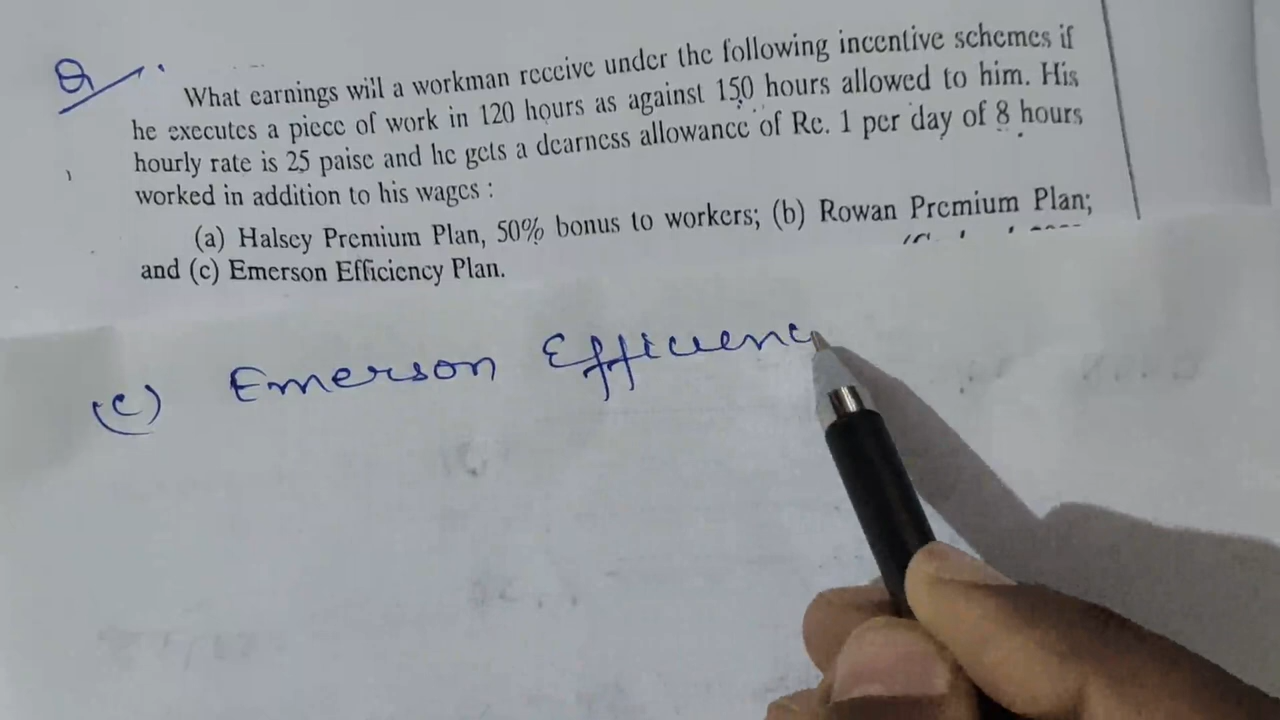 Q
What earnings will a workman receive under the following incentive schemes if
he executes a piece of work in 120 hours as against 150 hours allowed to him. His
hourly rate is 25 paise and he gets a dearness allowance of Re. 1 per day of 8 hours
worked in addition to his wages :
(a) Halsey Premium Plan, 50% bonus to workers; (b) Rowan Premium Plan;
and (c) Emerson Efficiency Plan.
(c) Emerson Efficienc